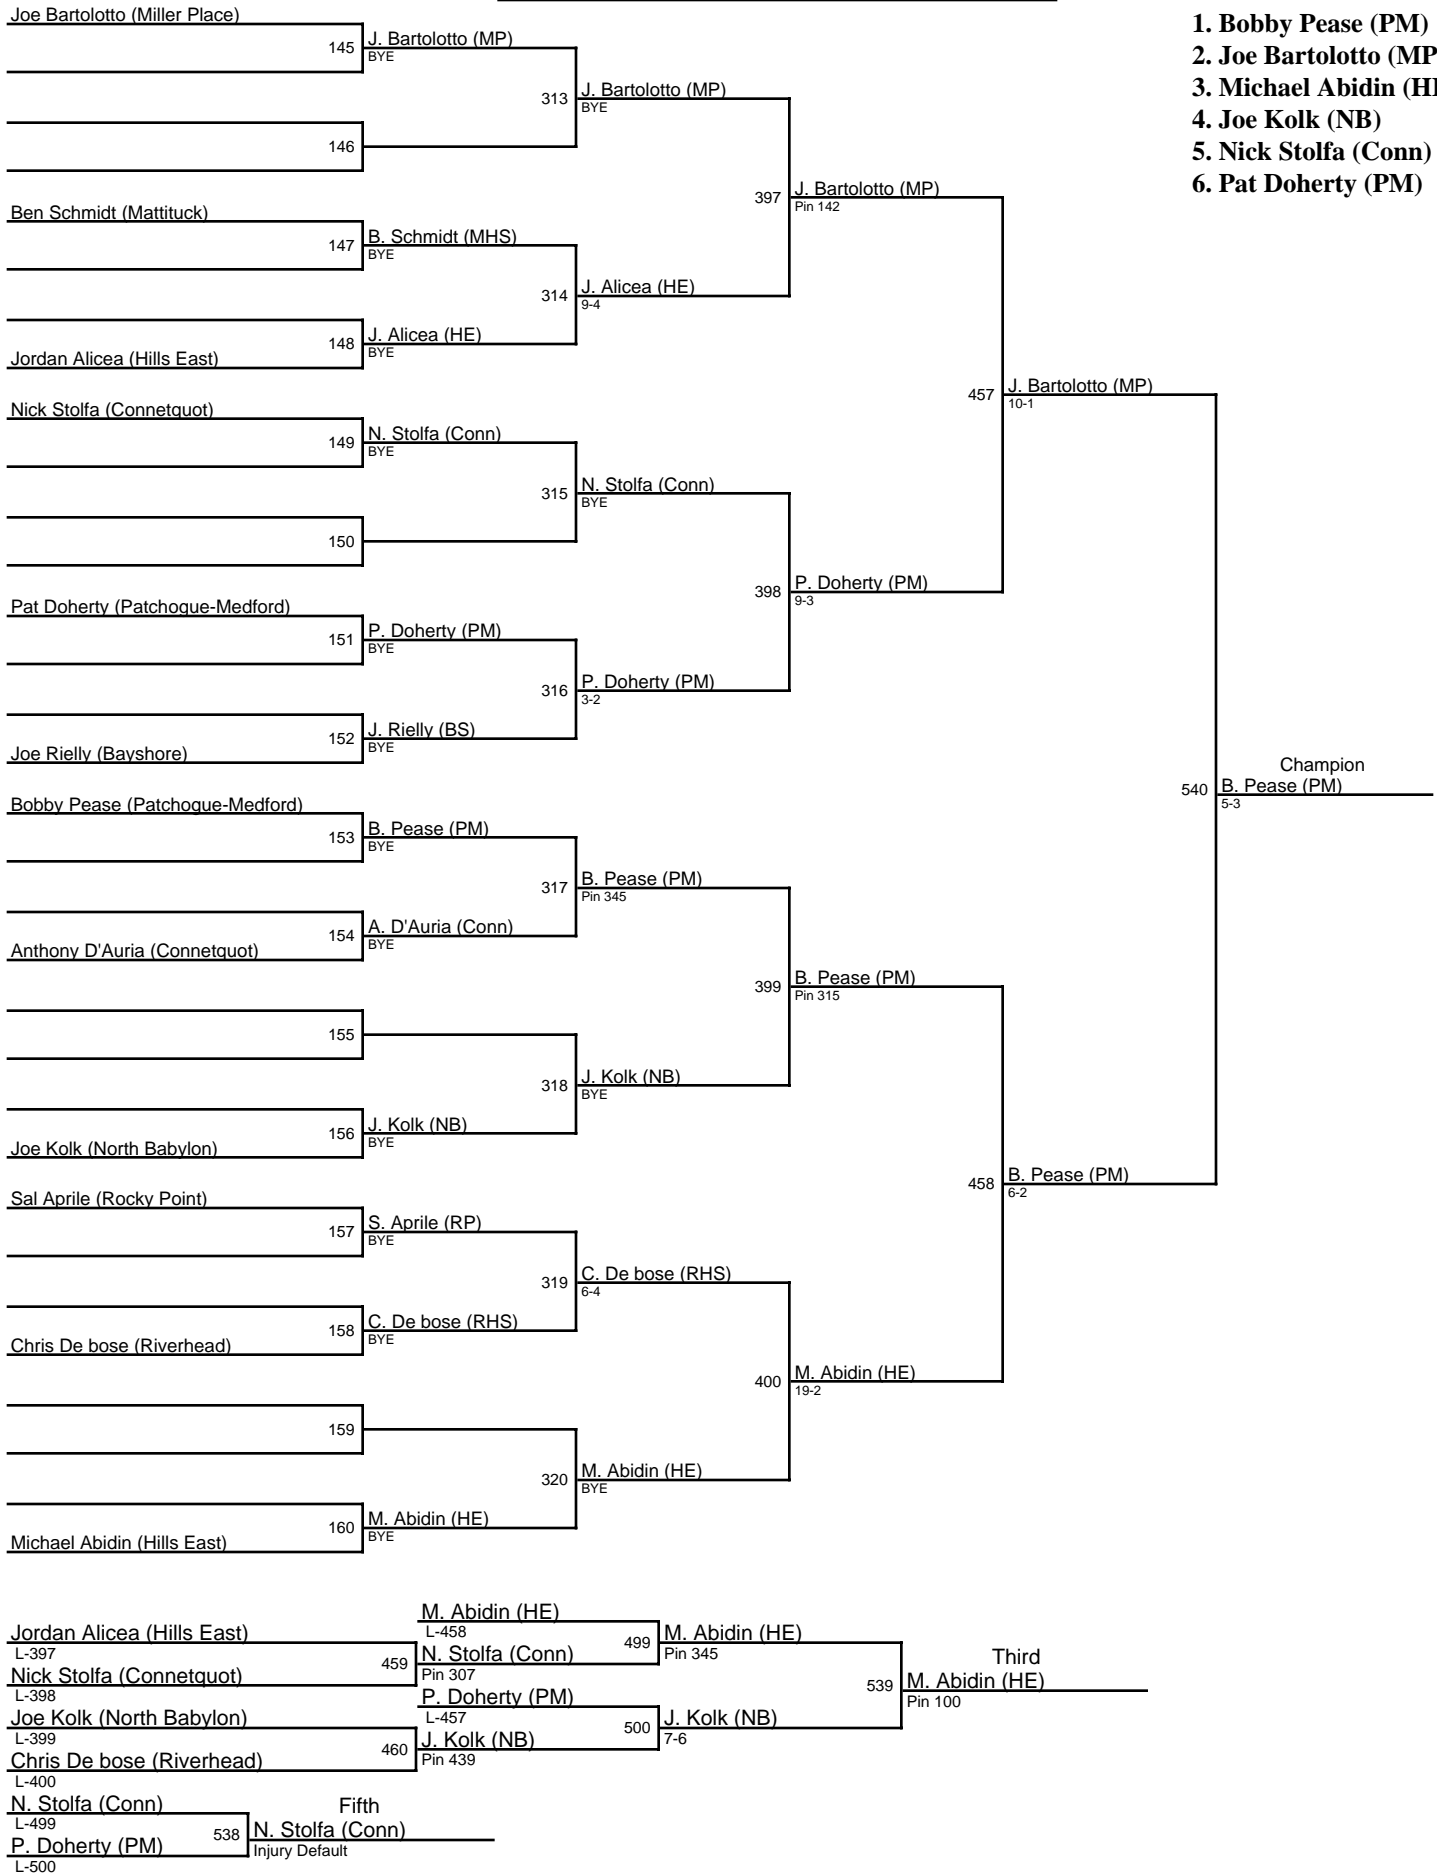 Joe Bartolotto (Miller Place)
145
J. Bartolotto (MP)
BYE
313
J. Bartolotto (MP)
BYE
146
397
J. Bartolotto (MP)
Pin 142
Ben Schmidt (Mattituck)
147
B. Schmidt (MHS)
BYE
314
J. Alicea (HE)
9-4
148
J. Alicea (HE)
BYE
Jordan Alicea (Hills East)
457
J. Bartolotto (MP)
10-1
Nick Stolfa (Connetquot)
149
N. Stolfa (Conn)
BYE
315
N. Stolfa (Conn)
BYE
150
398
P. Doherty (PM)
9-3
Pat Doherty (Patchogue-Medford)
151
P. Doherty (PM)
BYE
316
P. Doherty (PM)
3-2
152
J. Rielly (BS)
BYE
Joe Rielly (Bayshore)
Champion
540
B. Pease (PM)
5-3
Bobby Pease (Patchogue-Medford)
153
B. Pease (PM)
BYE
317
B. Pease (PM)
Pin 345
154
A. D'Auria (Conn)
BYE
Anthony D'Auria (Connetquot)
399
B. Pease (PM)
Pin 315
155
318
J. Kolk (NB)
BYE
156
J. Kolk (NB)
BYE
Joe Kolk (North Babylon)
458
B. Pease (PM)
6-2
Sal Aprile (Rocky Point)
157
S. Aprile (RP)
BYE
319
C. De bose (RHS)
6-4
158
C. De bose (RHS)
BYE
Chris De bose (Riverhead)
400
M. Abidin (HE)
19-2
159
320
M. Abidin (HE)
BYE
160
M. Abidin (HE)
BYE
Michael Abidin (Hills East)
1. Bobby Pease (PM)
2. Joe Bartolotto (MP
3. Michael Abidin (H
4. Joe Kolk (NB)
5. Nick Stolfa (Conn)
6. Pat Doherty (PM)
Jordan Alicea (Hills East)
L-397
459
Nick Stolfa (Connetquot)
L-398
Joe Kolk (North Babylon)
L-399
460
Chris De bose (Riverhead)
L-400
M. Abidin (HE)
L-458
499
N. Stolfa (Conn)
Pin 307
P. Doherty (PM)
L-457
500
J. Kolk (NB)
Pin 439
M. Abidin (HE)
Pin 345
539
J. Kolk (NB)
7-6
Third
M. Abidin (HE)
Pin 100
N. Stolfa (Conn)
L-499
538
P. Doherty (PM)
L-500
Fifth
N. Stolfa (Conn)
Injury Default